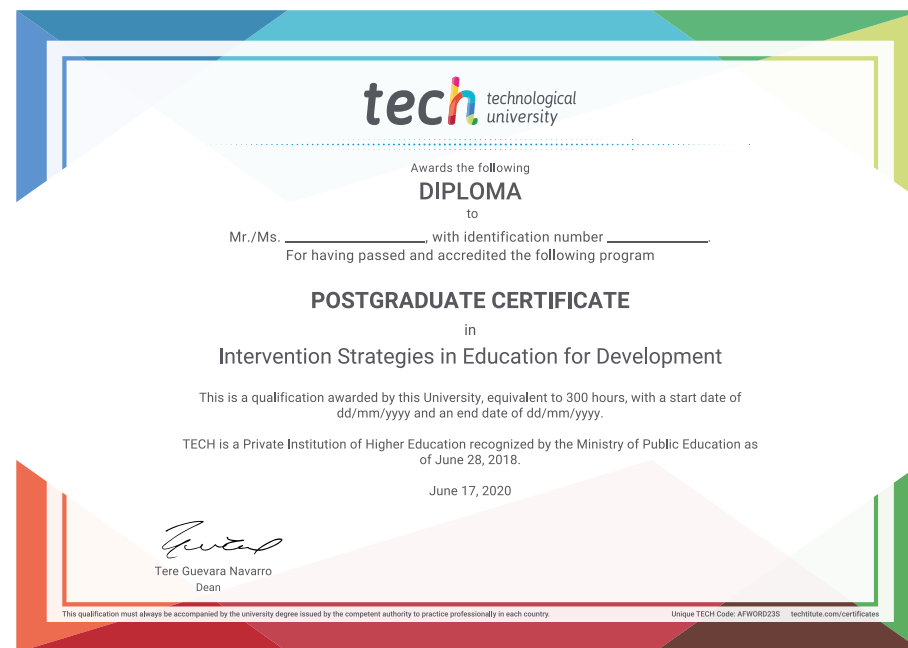 tech technological
university
Awards the following
DIPLOMA
to
Mr./Ms. ____________________, with identification number __________________.
For having passed and accredited the following program
POSTGRADUATE CERTIFICATE
in
Intervention Strategies in Education for Development
This is a qualification awarded by this University, equivalent to 300 hours, with a start date of
dd/mm/yyyy and an end date of dd/mm/yyyy.
TECH is a Private Institution of Higher Education recognized by the Ministry of Public Education as
of June 28, 2018.
June 17, 2020
Tere Guevara Navarro
Dean
This qualification must always be accompanied by the university degree issued by the competent authority to practice professionally in each country. Unique TECH Code: AFWORD23S techtitute.com/certificates